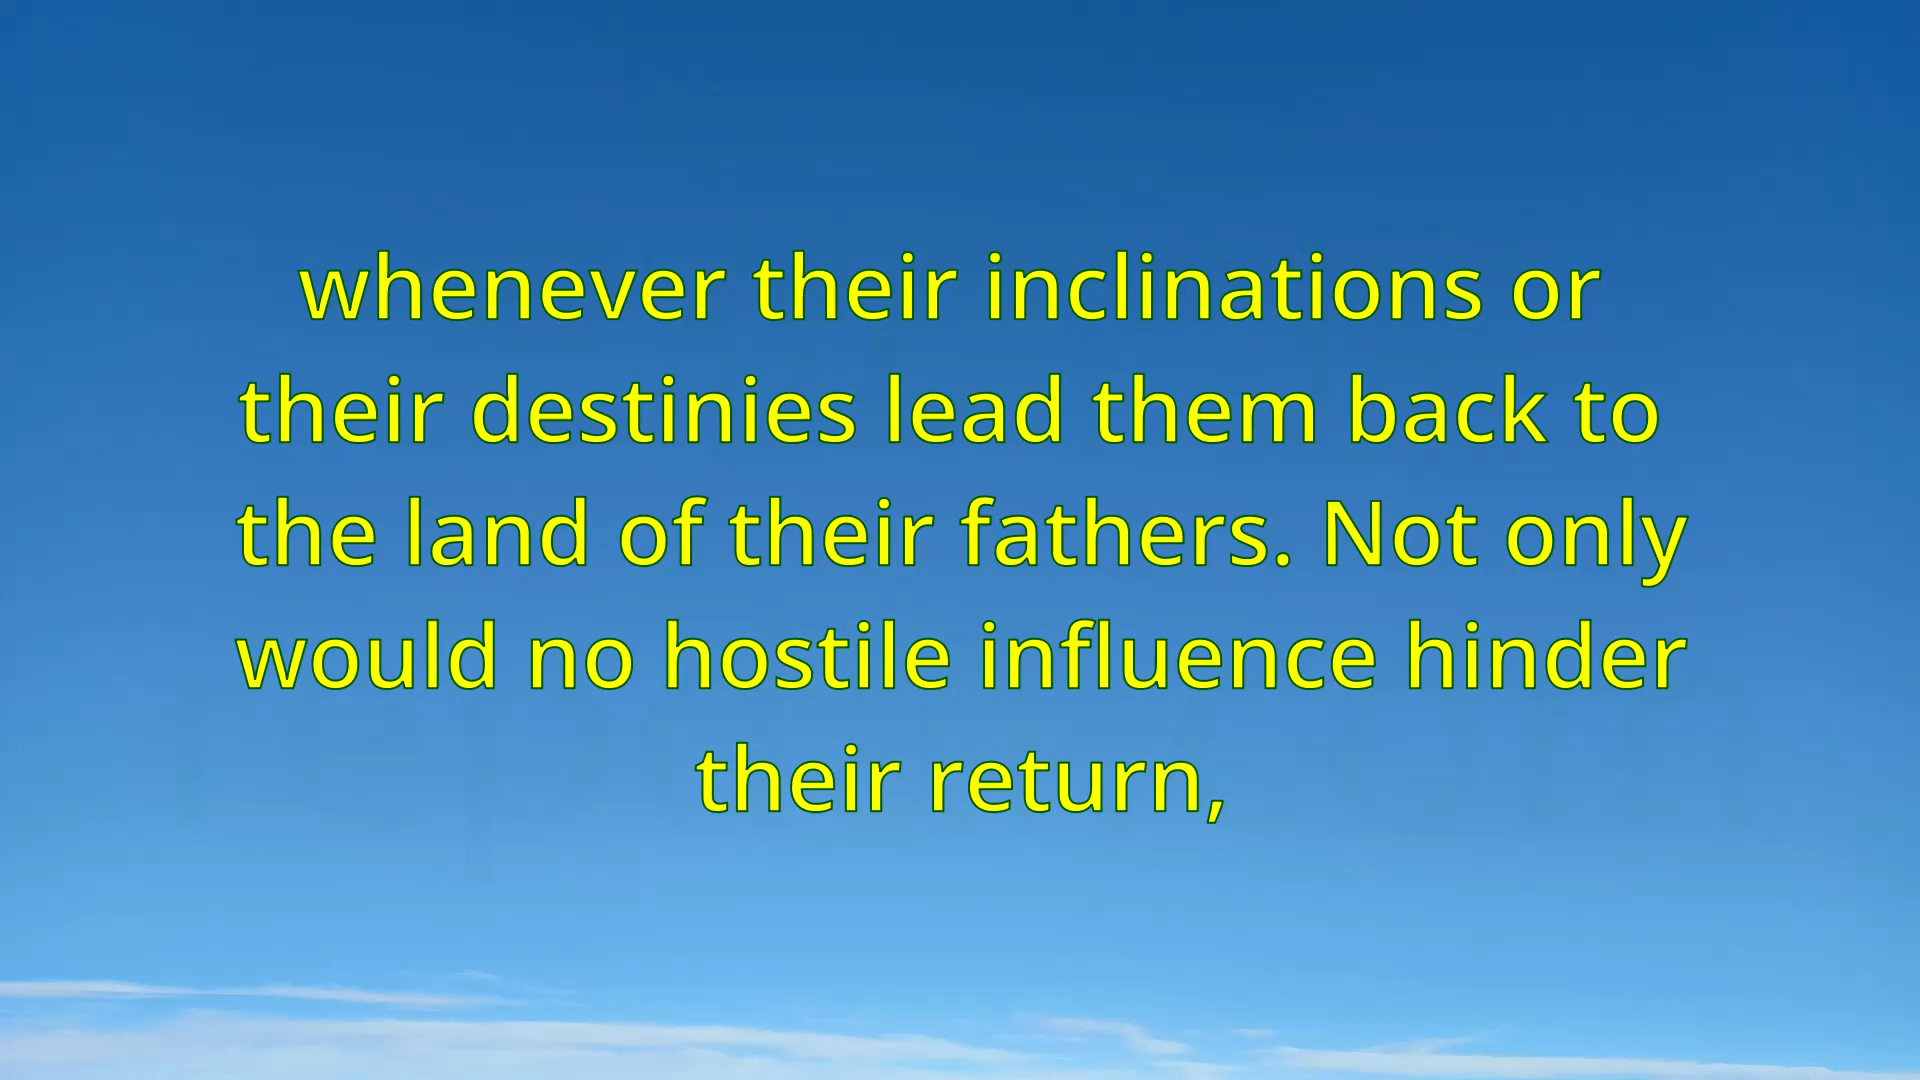 whenever their inclinations or
their destinies lead them back to
the land of their fathers. Not only
would no hostile influence hinder
their return,